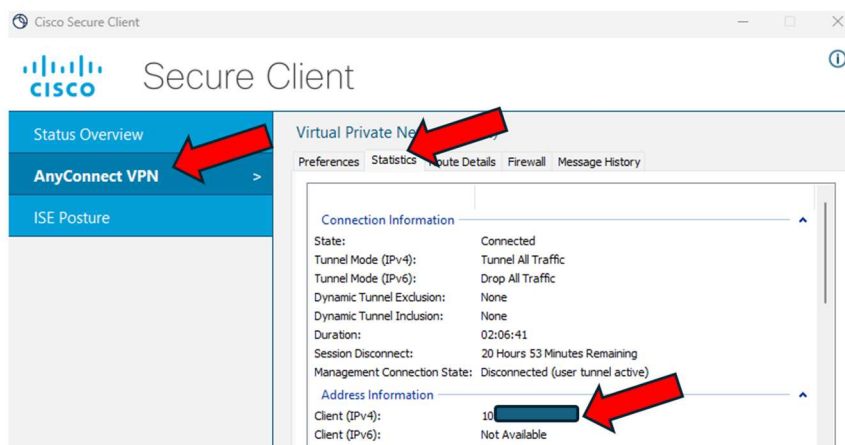 Cisco Secure Client
CISCO Secure Client
Status Overview
AnyConnect VPN >
ISE Posture
Virtual Private
Preferences Statistics Details Firewall Message History
Connection Information
State: Connected
Tunnel Mode (IPv4): Tunnel All Traffic
Tunnel Mode (IPv6): Drop All Traffic
Dynamic Tunnel Exclusion: None
Dynamic Tunnel Inclusion: None
Duration: 02:06:41
Session Disconnect: 20 Hours 53 Minutes Remaining
Management Connection State: Disconnected (user tunnel active)
Address Information
Client (IPv4): 10
Client (IPv6): Not Available